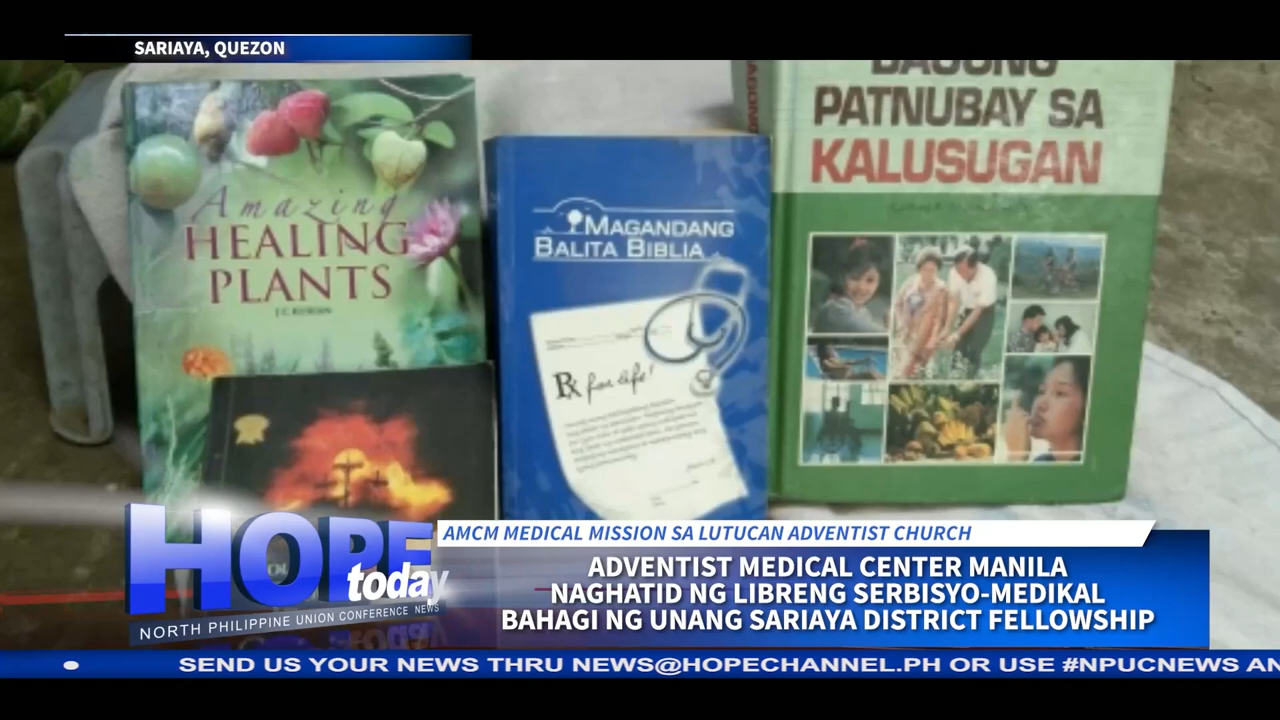 SARIAYA, QUEZON
Amazing
HEALING
PLANTS
MAGANDANG
BALITA BIBLIA
Rx for life!
BAGONG
PATNUBAY SA
KALUSUGAN
HOPE
today
NORTH PHILIPPINE UNION CONFERENCE NEWS
AMCM MEDICAL MISSION SA LUTUCAN ADVENTIST CHURCH
ADVENTIST MEDICAL CENTER MANILA
NAGHATID NG LIBRENG SERBISYO-MEDIKAL
BAHAGI NG UNANG SARIAYA DISTRICT FELLOWSHIP
SEND US YOUR NEWS THRU NEWS@HOPECHANNEL.PH OR USE #NPUCNEWS AN